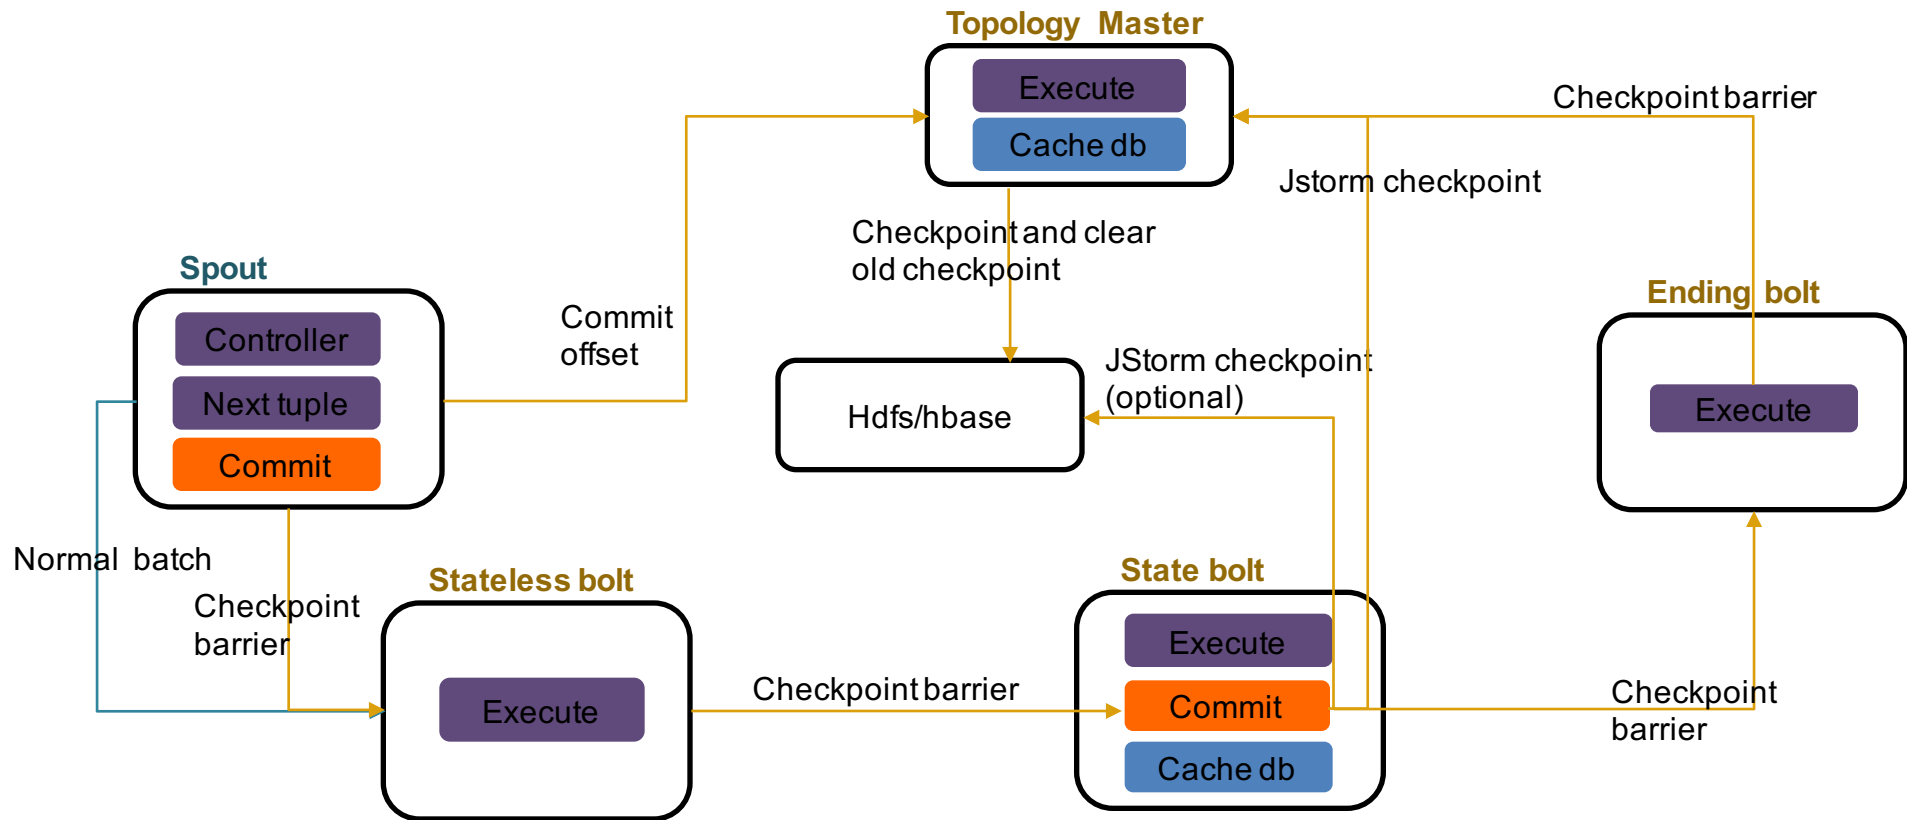 Topology Master
Execute
Cache db
Checkpoint barrier
Jstorm checkpoint
Checkpoint and clear
old checkpoint
Spout
Controller
Next tuple
Commit
Commit
offset
Ending bolt
Execute
JStorm checkpoint
(optional)
Hdfs/hbase
Normal batch
Checkpoint
barrier
Stateless bolt
Execute
Checkpoint barrier
State bolt
Execute
Commit
Cache db
Checkpoint
barrier